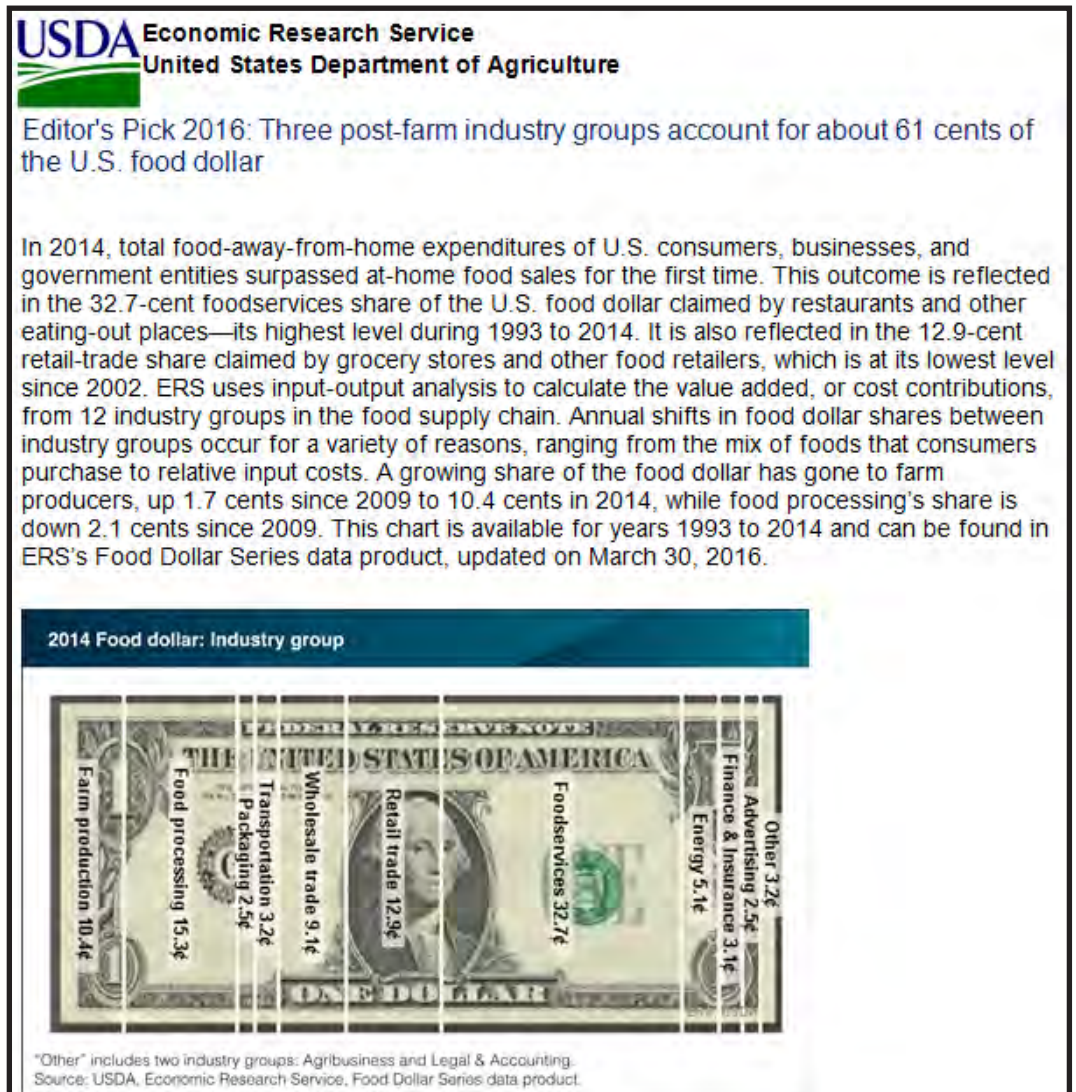 USDA Economic Research Service
United States Department of Agriculture
Editor's Pick 2016: Three post-farm industry groups account for about 61 cents of
the U.S. food dollar
In 2014, total food-away-from-home expenditures of U.S. consumers, businesses, and
government entities surpassed at-home food sales for the first time. This outcome is reflected
in the 32.7-cent foodservices share of the U.S. food dollar claimed by restaurants and other
eating-out places—its highest level during 1993 to 2014. It is also reflected in the 12.9-cent
retail-trade share claimed by grocery stores and other food retailers, which is at its lowest level
since 2002. ERS uses input-output analysis to calculate the value added, or cost contributions,
from 12 industry groups in the food supply chain. Annual shifts in food dollar shares between
industry groups occur for a variety of reasons, ranging from the mix of foods that consumers
purchase to relative input costs. A growing share of the food dollar has gone to farm
producers, up 1.7 cents since 2009 to 10.4 cents in 2014, while food processing's share is
down 2.1 cents since 2009. This chart is available for years 1993 to 2014 and can be found in
ERS's Food Dollar Series data product, updated on March 30, 2016.
2014 Food dollar: Industry group
FEDERAL RESERVE NOTE
THE UNITED STATES OF AMERICA
Farm production 10.4¢
Food processing 15.3¢
Packaging 2.5¢
Transportation 3.2¢
Wholesale trade 9.1¢
Retail trade 12.9¢
Foodservices 32.7¢
Energy 5.1¢
Finance & Insurance 3.1¢
Advertising 2.5¢
Other 3.2¢
ONE DOLLAR
"Other" includes two industry groups: Agribusiness and Legal & Accounting.
Source: USDA, Economic Research Service, Food Dollar Series data product.